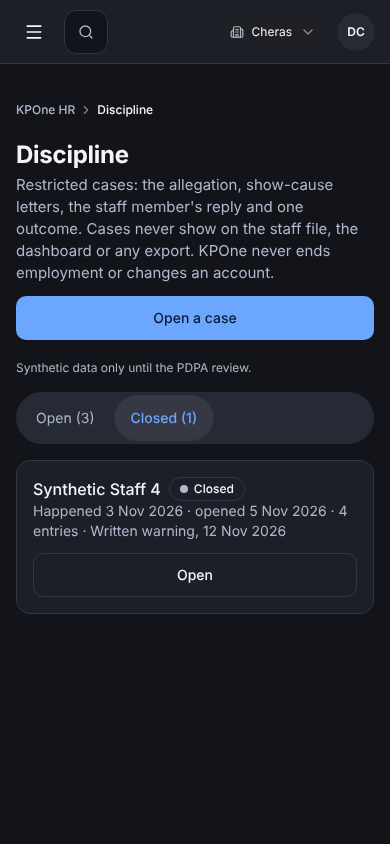 Cheras
DC
KPOne HR > Discipline
Discipline
Restricted cases: the allegation, show-cause
letters, the staff member's reply and one
outcome. Cases never show on the staff file, the
dashboard or any export. KPOne never ends
employment or changes an account.
Open a case
Synthetic data only until the PDPA review.
Open (3)
Closed (1)
Synthetic Staff 4
Closed
Happened 3 Nov 2026 · opened 5 Nov 2026 · 4
entries · Written warning, 12 Nov 2026
Open